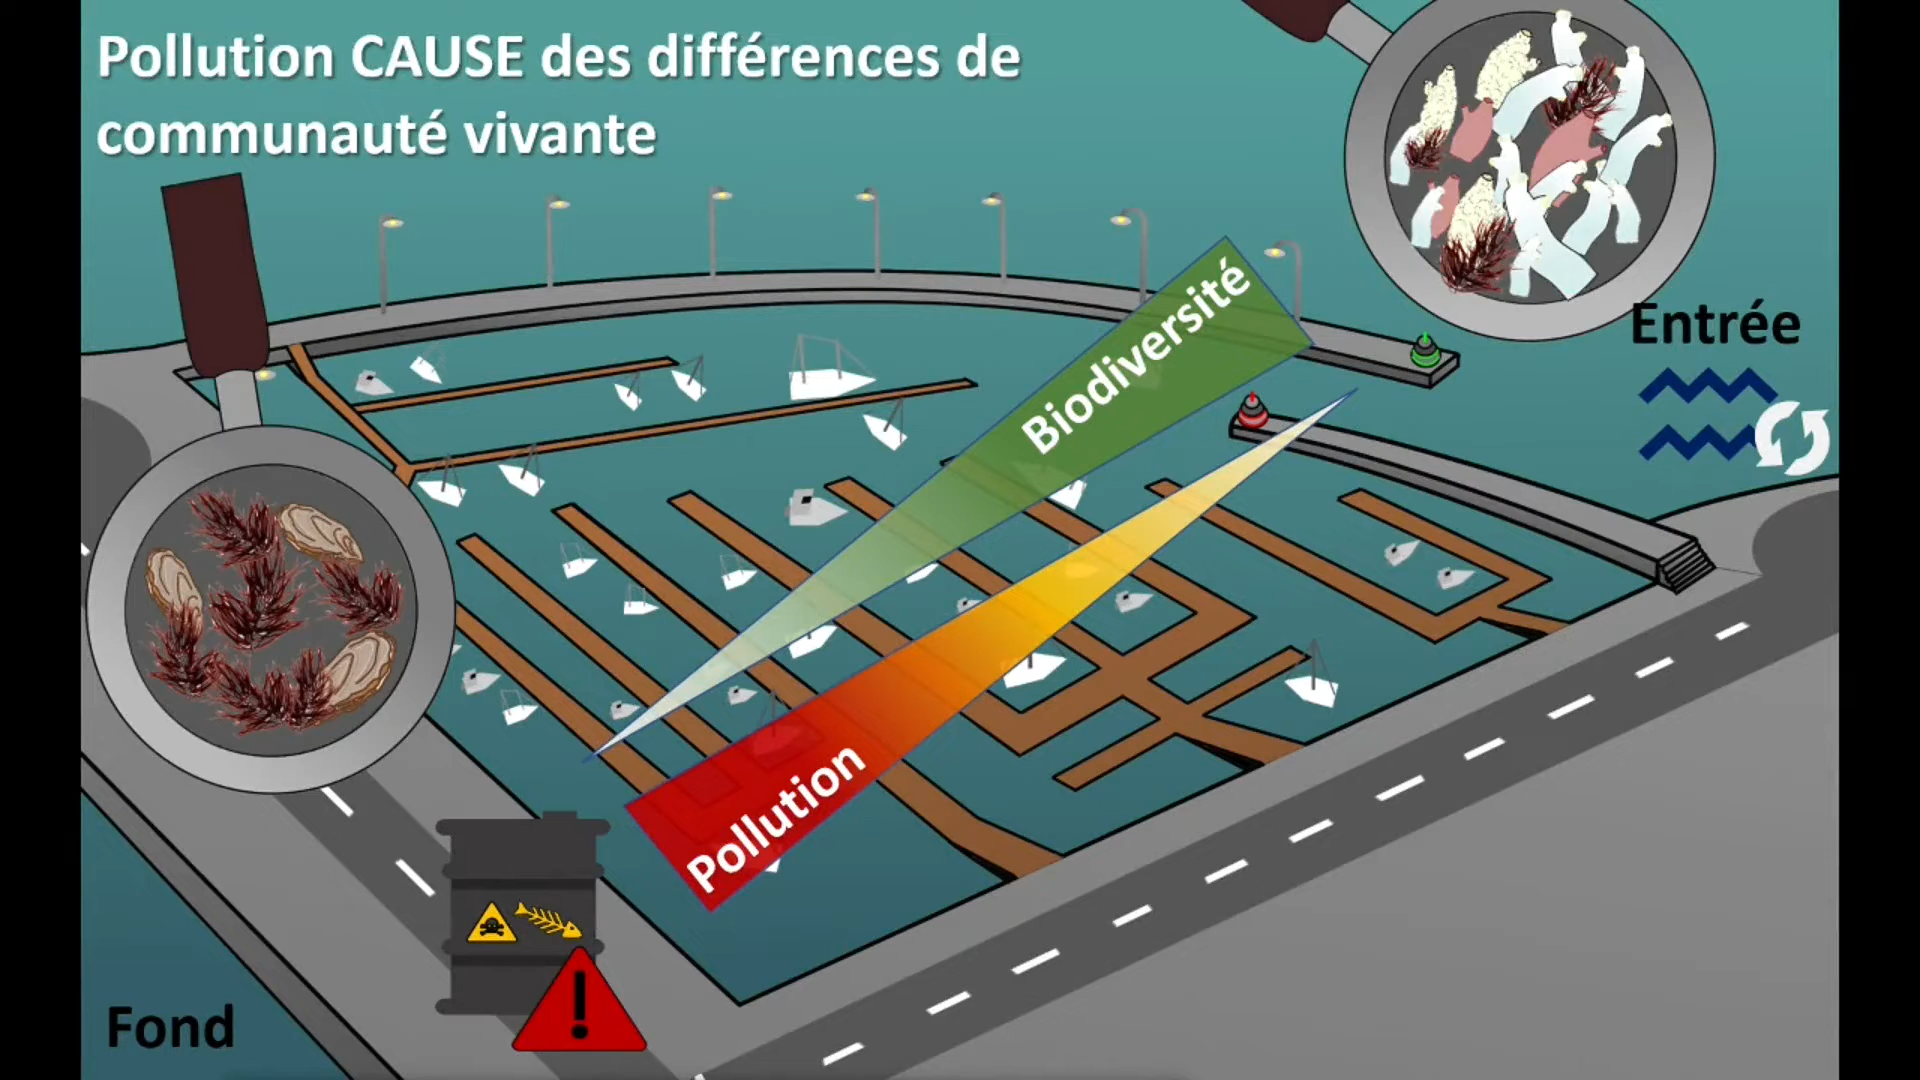 Pollution CAUSE des différences de
communauté vivante
Biodiversité
Entrée
Pollution
Fond